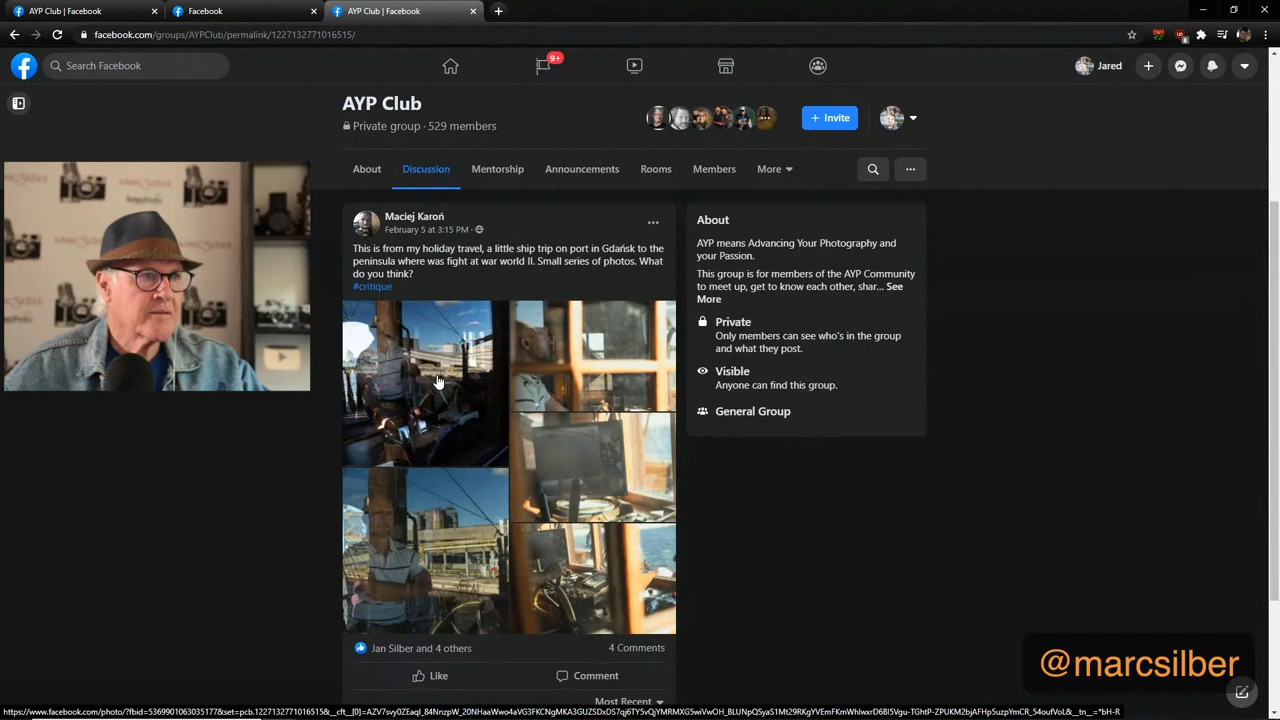 AYP Club | Facebook
Facebook
AYP Club | Facebook
facebook.com/groups/AYPClub/permalink/1227132771016515/
Search Facebook
9+
Jared
AYP Club
Private group · 529 members
+ Invite
About
Discussion
Mentorship
Announcements
Rooms
Members
More
Maciej Karoń
February 5 at 3:15 PM ·
This is from my holiday travel, a little ship trip on port in Gdańsk to the
peninsula where was fight at war world II. Small series of photos. What
do you think?
#critique
Jan Silber and 4 others
4 Comments
Like
Comment
Most Recent
About
AYP means Advancing Your Photography and
your Passion.
This group is for members of the AYP Community
to meet up, get to know each other, shar... See
More
Private
Only members can see who's in the group
and what they post.
Visible
Anyone can find this group.
General Group
@marcsilber